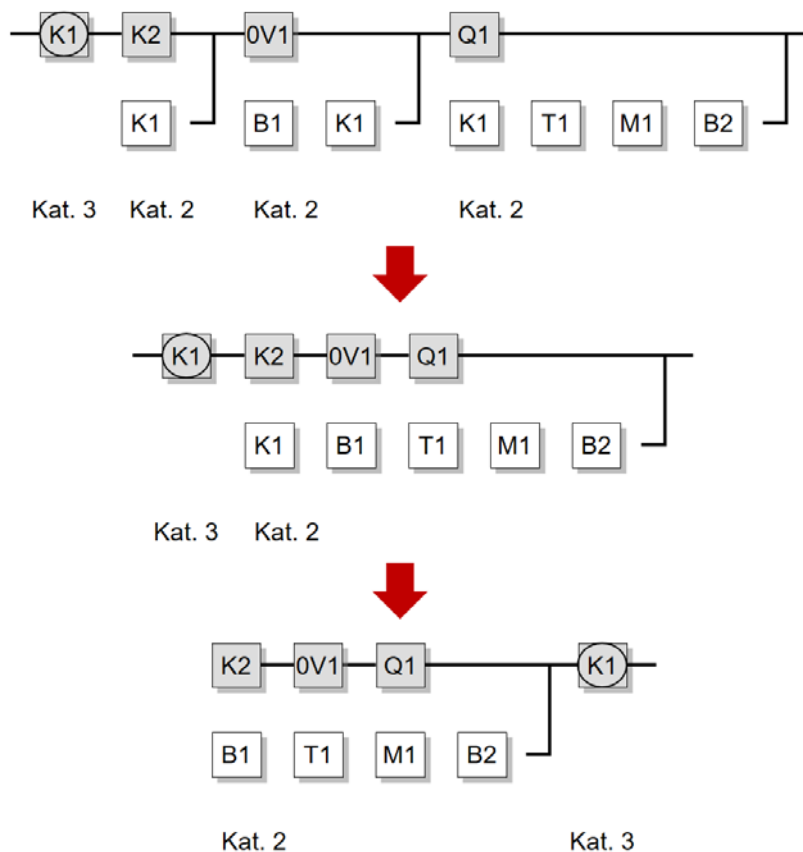 K1 K2 0V1 Q1
K1 B1 K1 K1 T1 M1 B2
Kat. 3 Kat. 2 Kat. 2 Kat. 2
K1 K2 0V1 Q1
K1 B1 T1 M1 B2
Kat. 3 Kat. 2
K2 0V1 Q1 K1
B1 T1 M1 B2
Kat. 2 Kat. 3